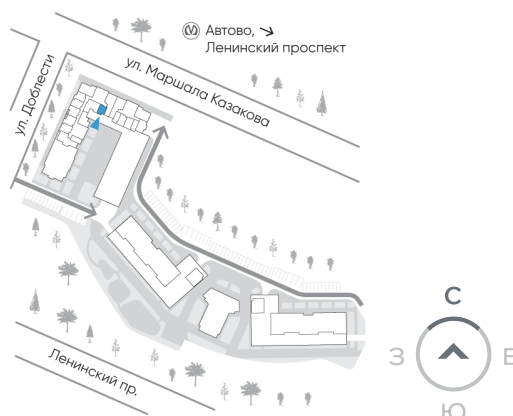 Автово, ↘
Ленинский проспект
ул. Маршала Казакова
ул. Доблести
С
З
В
Ю
Ленинский пр.